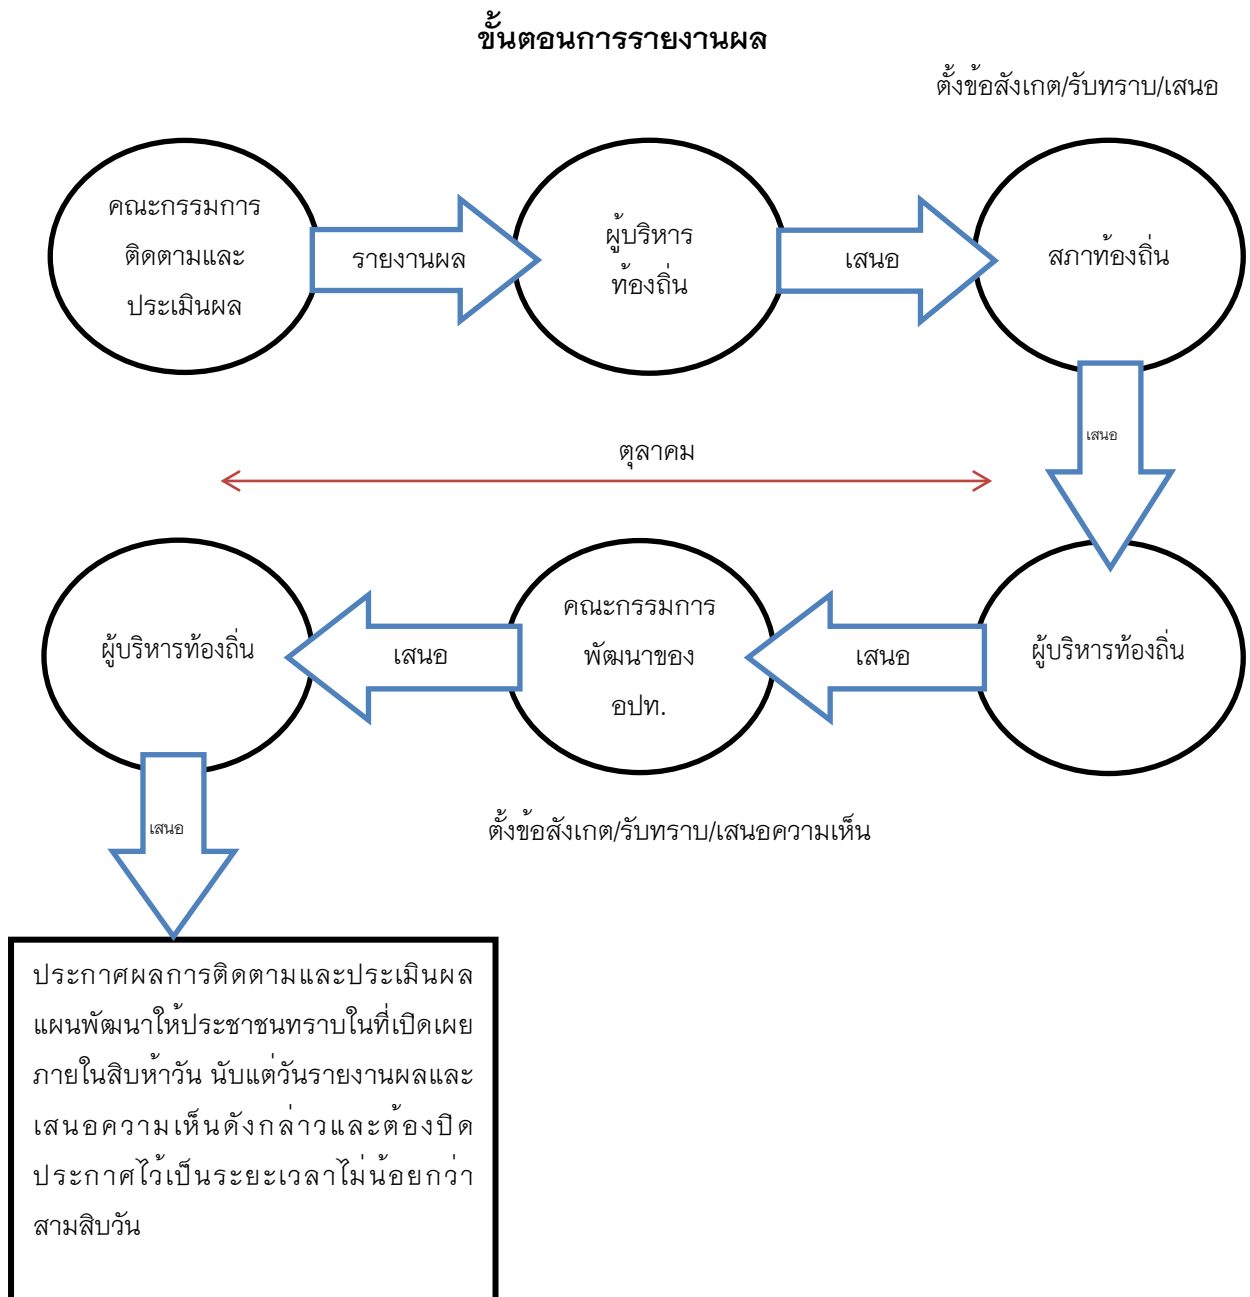 ขั้นตอนการรายงานผล
ตั้งข้อสังเกต/รับทราบ/เสนอ
คณะกรรมการ
ติดตามและ
ประเมินผล
รายงานผล
ผู้บริหาร
ท้องถิ่น
เสนอ
สภาท้องถิ่น
เสนอ
ตุลาคม
ผู้บริหารท้องถิ่น
เสนอ
คณะกรรมการ
พัฒนาของ
อปท.
เสนอ
ผู้บริหารท้องถิ่น
ตั้งข้อสังเกต/รับทราบ/เสนอความเห็น
เสนอ
ประกาศผลการติดตามและประเมินผล
แผนพัฒนาให้ประชาชนทราบในที่เปิดเผย
ภายในสิบห้าวัน นับแต่วันรายงานผลและ
เสนอความเห็นดังกล่าวและต้องปิด
ประกาศไว้เป็นระยะเวลาไม่น้อยกว่า
สามสิบวัน